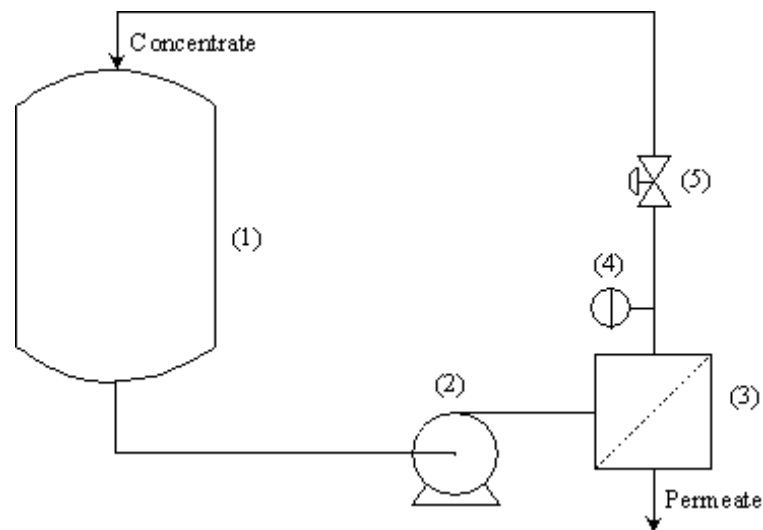 Concentrate
(5)
(1)
(4)
(2)
(3)
Permeate